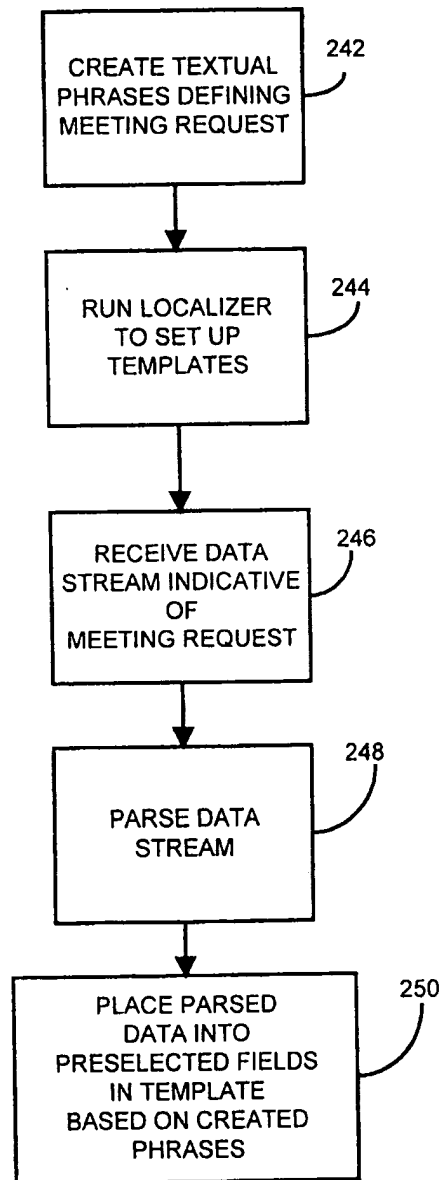 CREATE TEXTUAL
PHRASES DEFINING
MEETING REQUEST
242
RUN LOCALIZER
TO SET UP
TEMPLATES
244
RECEIVE DATA
STREAM INDICATIVE
OF
MEETING REQUEST
246
PARSE DATA
STREAM
248
PLACE PARSED
DATA INTO
PRESELECTED FIELDS
IN TEMPLATE
BASED ON CREATED
PHRASES
250